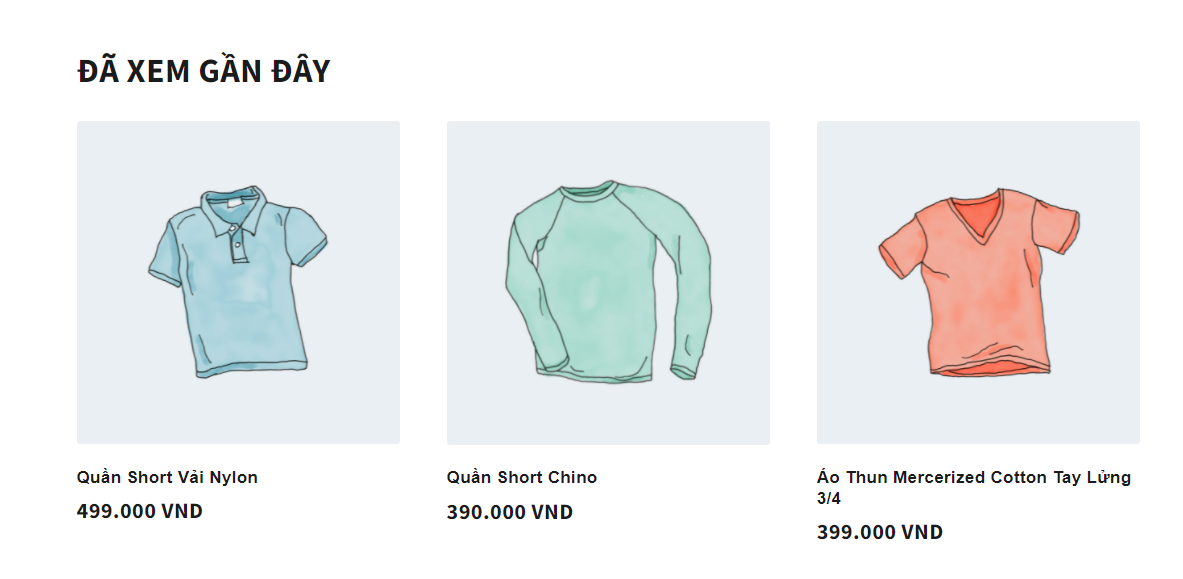 ĐÃ XEM GẦN ĐÂY
Quần Short Vải Nylon
499.000 VND
Quần Short Chino
390.000 VND
Áo Thun Mercerized Cotton Tay Lửng
3/4
399.000 VND